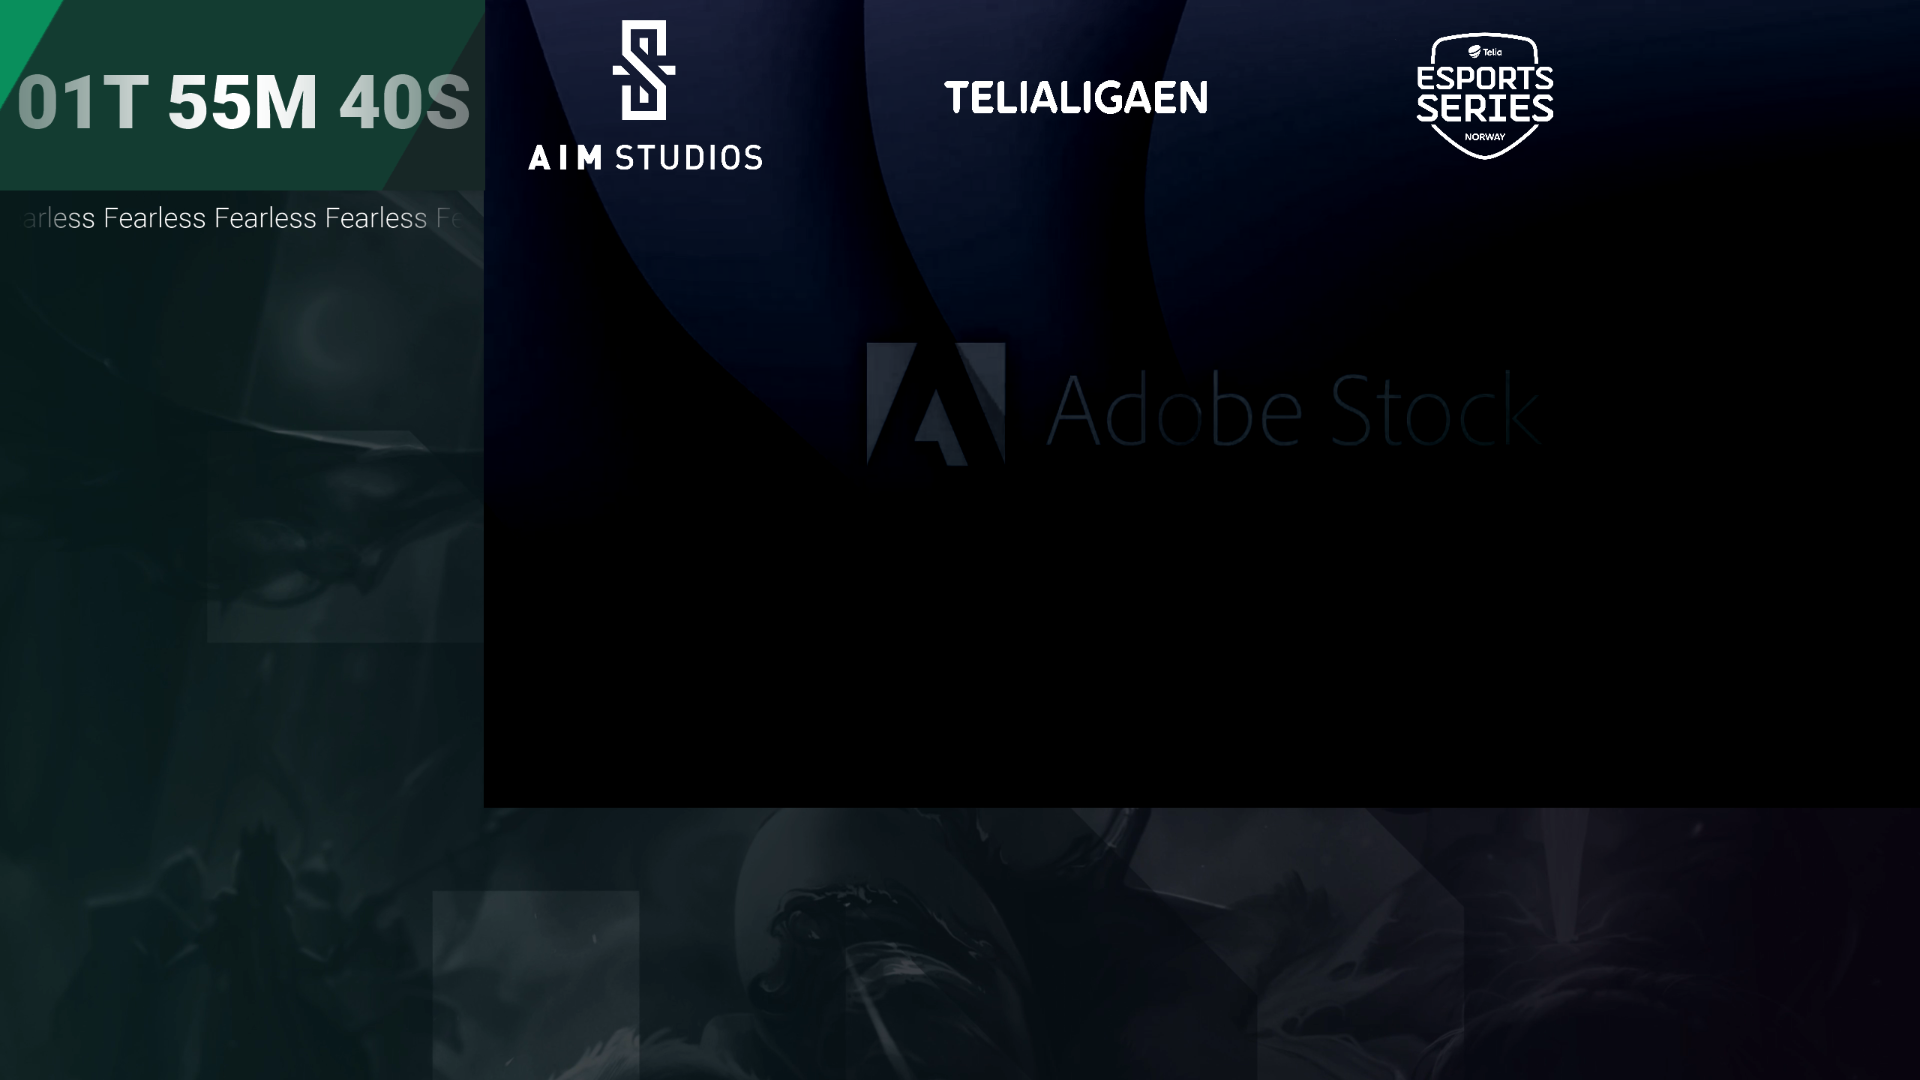 01T 55M 40S
arless Fearless Fearless Fearless Fe
AIM STUDIOS
TELIALIGAEN
Telia
ESPORTS
SERIES
NORWAY
Adobe Stock